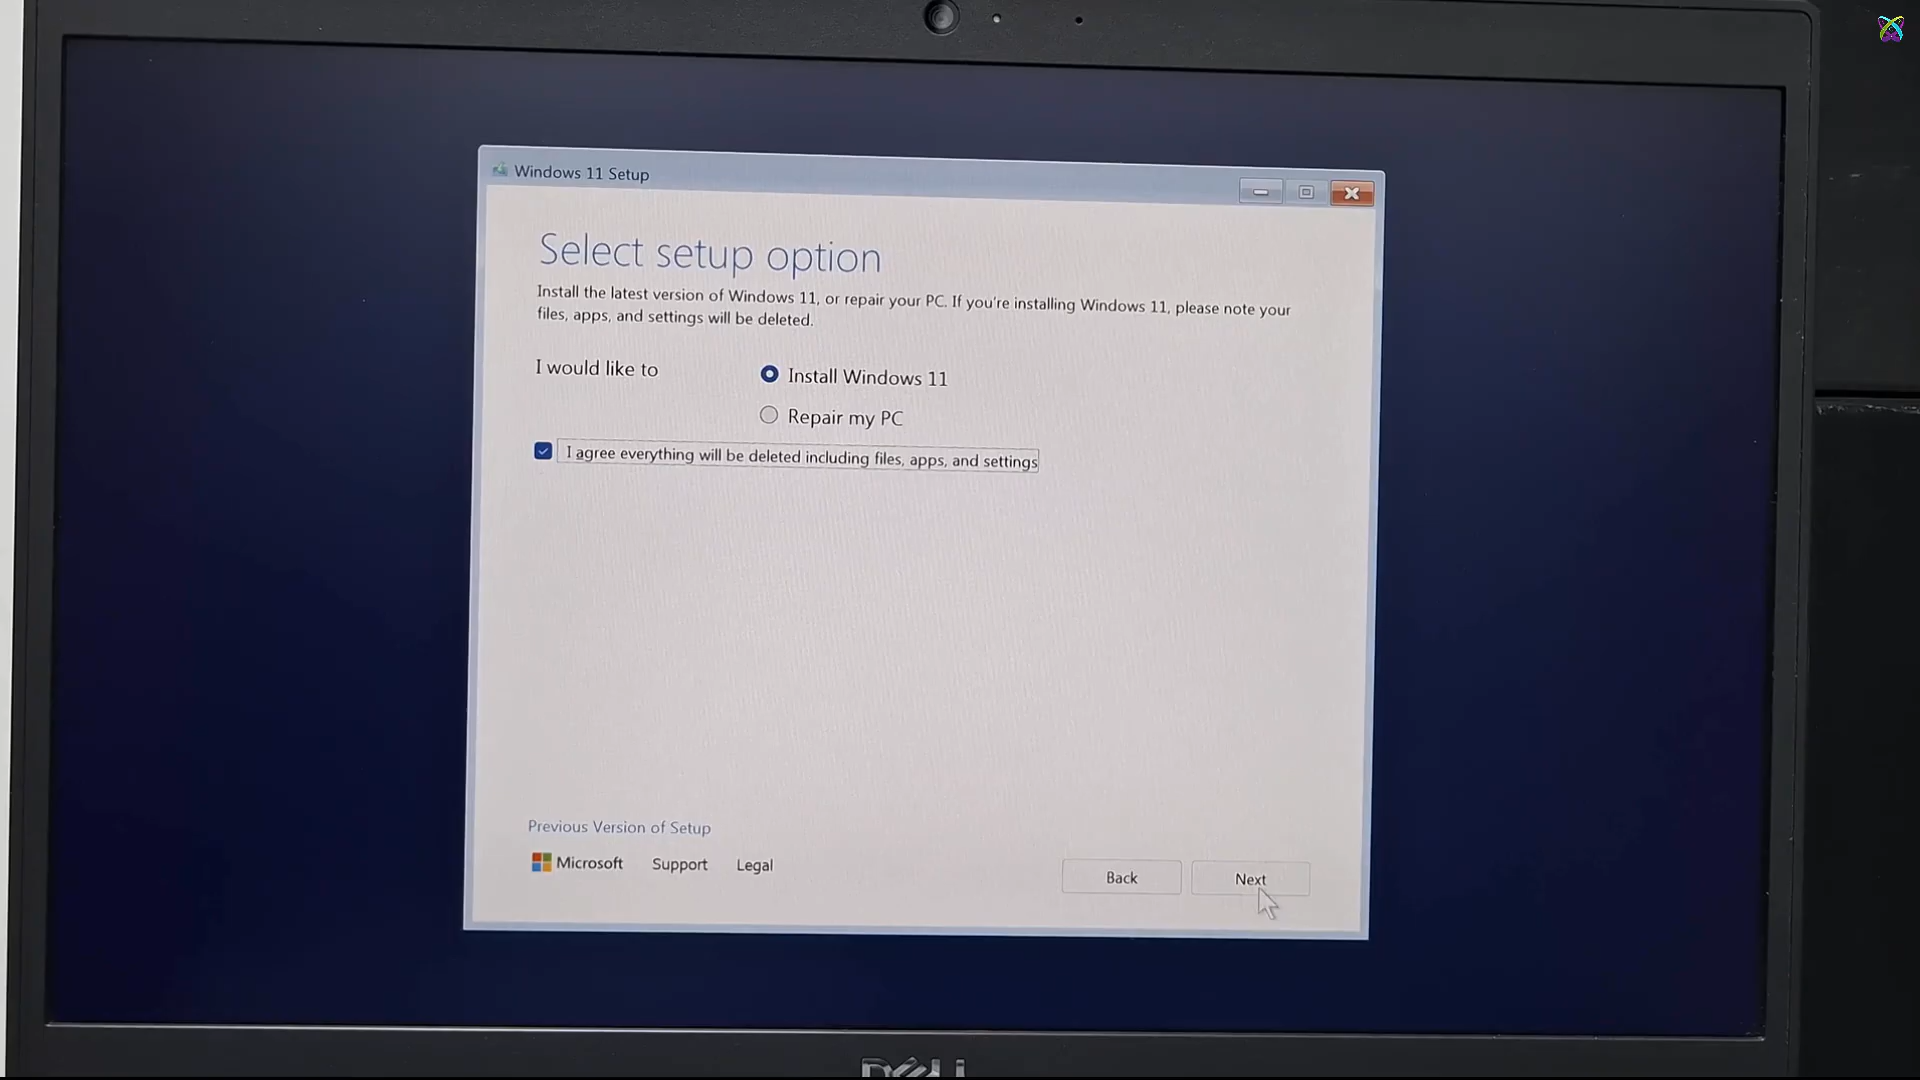 Windows 11 Setup
Select setup option
Install the latest version of Windows 11, or repair your PC. If you're installing Windows 11, please note your
files, apps, and settings will be deleted.
I would like to
Install Windows 11
Repair my PC
I agree everything will be deleted including files, apps, and settings
Previous Version of Setup
Microsoft Support Legal
Back Next
DELL